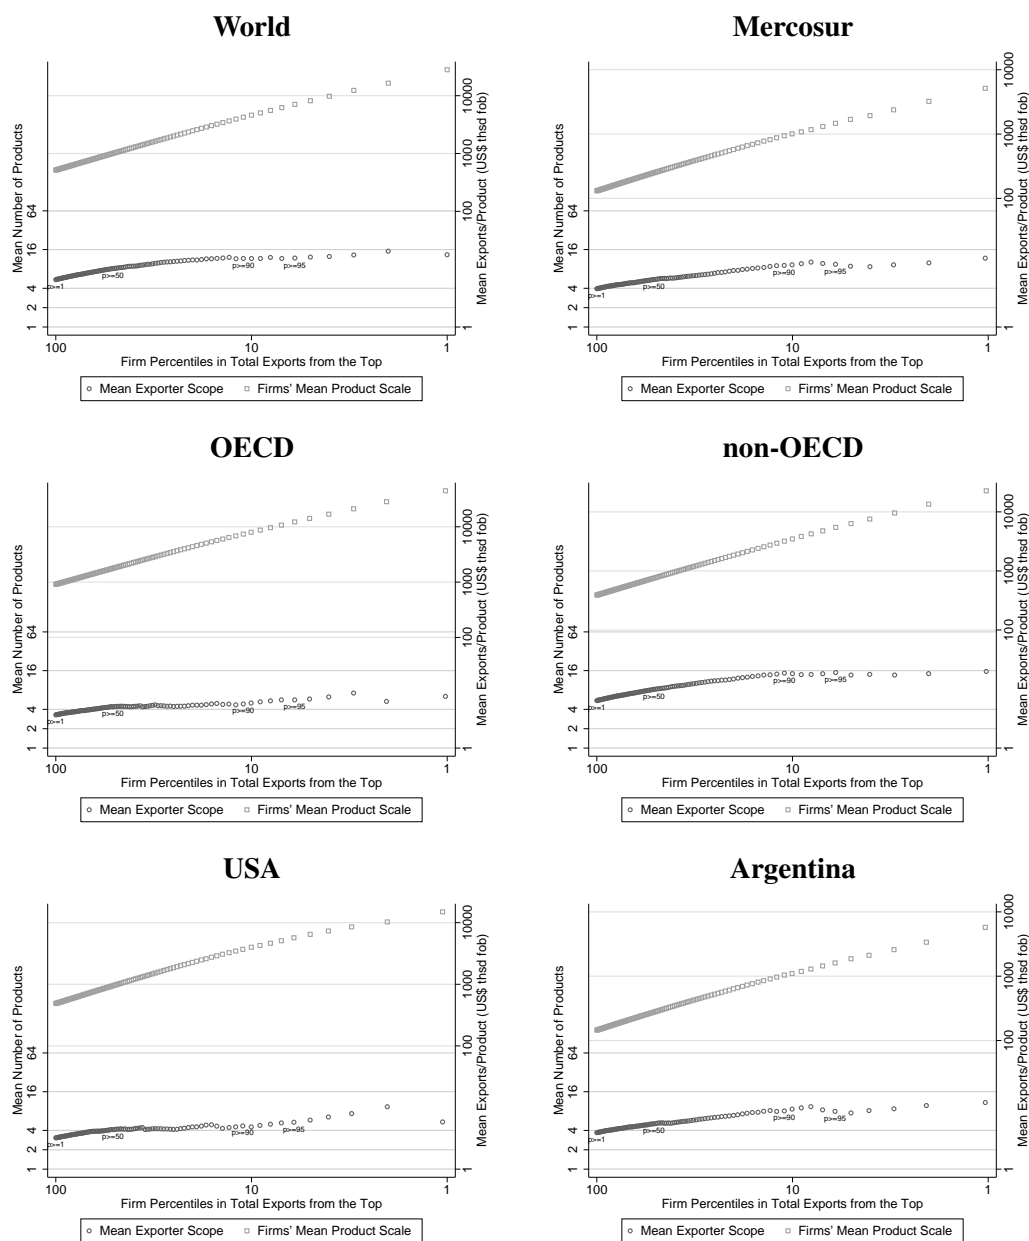 World
Mean Number of Products
64
16
4
2
1
p>=1
p>=50
p>=90
p>=95
10000
1000
100
1
Mean Exports/Product (US$ thsd fob)
100 10 1
Firm Percentiles in Total Exports from the Top
Mean Exporter Scope Firms' Mean Product Scale
Mercosur
Mean Number of Products
64
16
4
2
1
p>=1
p>=50
p>=90
p>=95
10000
1000
100
1
Mean Exports/Product (US$ thsd fob)
100 10 1
Firm Percentiles in Total Exports from the Top
Mean Exporter Scope Firms' Mean Product Scale
OECD
Mean Number of Products
64
16
4
2
1
p>=1
p>=50
p>=90
p>=95
10000
1000
100
1
Mean Exports/Product (US$ thsd fob)
100 10 1
Firm Percentiles in Total Exports from the Top
Mean Exporter Scope Firms' Mean Product Scale
non-OECD
Mean Number of Products
64
16
4
2
1
p>=1
p>=50
p>=90
p>=95
10000
1000
100
1
Mean Exports/Product (US$ thsd fob)
100 10 1
Firm Percentiles in Total Exports from the Top
Mean Exporter Scope Firms' Mean Product Scale
USA
Mean Number of Products
64
16
4
2
1
p>=1
p>=50
p>=90
p>=95
10000
1000
100
1
Mean Exports/Product (US$ thsd fob)
100 10 1
Firm Percentiles in Total Exports from the Top
Mean Exporter Scope Firms' Mean Product Scale
Argentina
Mean Number of Products
64
16
4
2
1
p>=1
p>=50
p>=90
p>=95
10000
1000
100
1
Mean Exports/Product (US$ thsd fob)
100 10 1
Firm Percentiles in Total Exports from the Top
Mean Exporter Scope Firms' Mean Product Scale